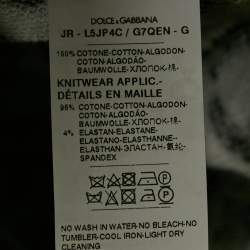 DOLCE & GABBANA
JR - L5JP4C / G7QEN - G
100% COTONE-COTTON-ALGODON-
COTON-ALGODÃO-
BAUMWOLLE-ХЛОПОК-棉-
KNITWEAR APPLIC.-
DÉTAILS EN MAILLE
96% COTONE-COTTON-ALGODON-
COTON-ALGODÃO-
BAUMWOLLE-ХЛОПОК-棉-
4% ELASTAN-ELASTANE-
ELASTANO-ELASTHANNE-
ELASTHAN-ЭЛАСТАН-
SPANDEX
NO WASH IN WATER-NO BLEACH-NO
TUMBLER-COOL IRON-LIGHT DRY
CLEANING